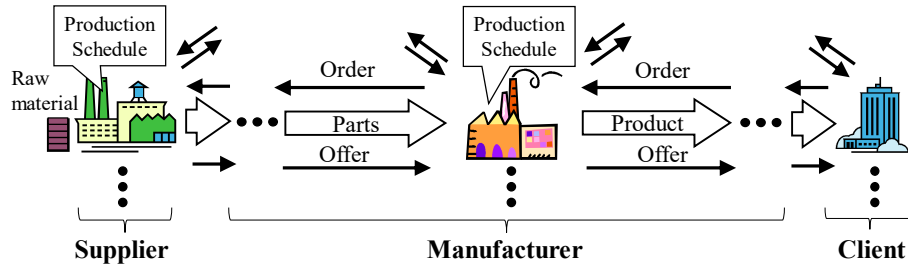 Production
Schedule
Production
Schedule
Raw
material
Order
Order
Parts
Product
Offer
Offer
Supplier
Manufacturer
Client